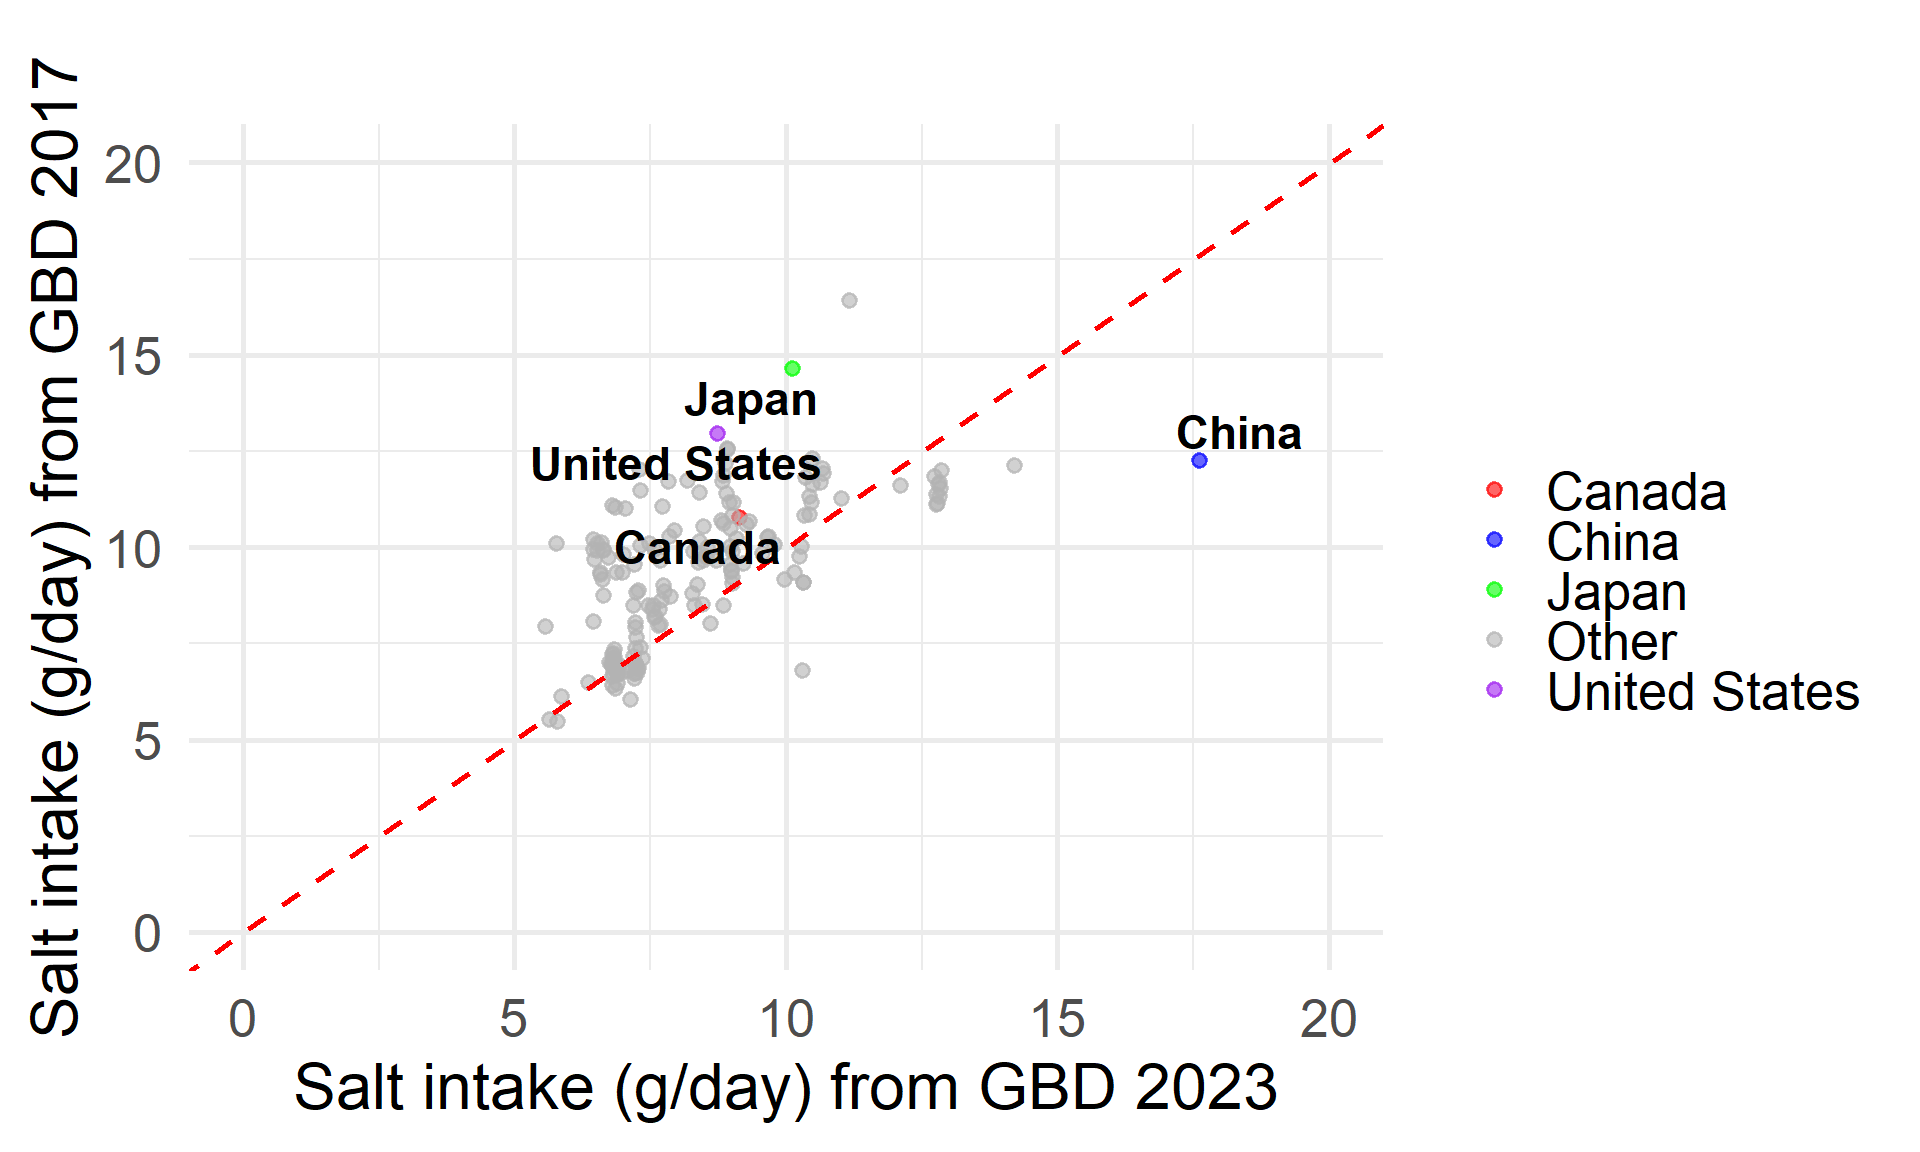 Salt intake (g/day) from GBD 2017
20
15
10
5
0
Japan
United States
Canada
China
0 5 10 15 20
Salt intake (g/day) from GBD 2023
Canada
China
Japan
Other
United States